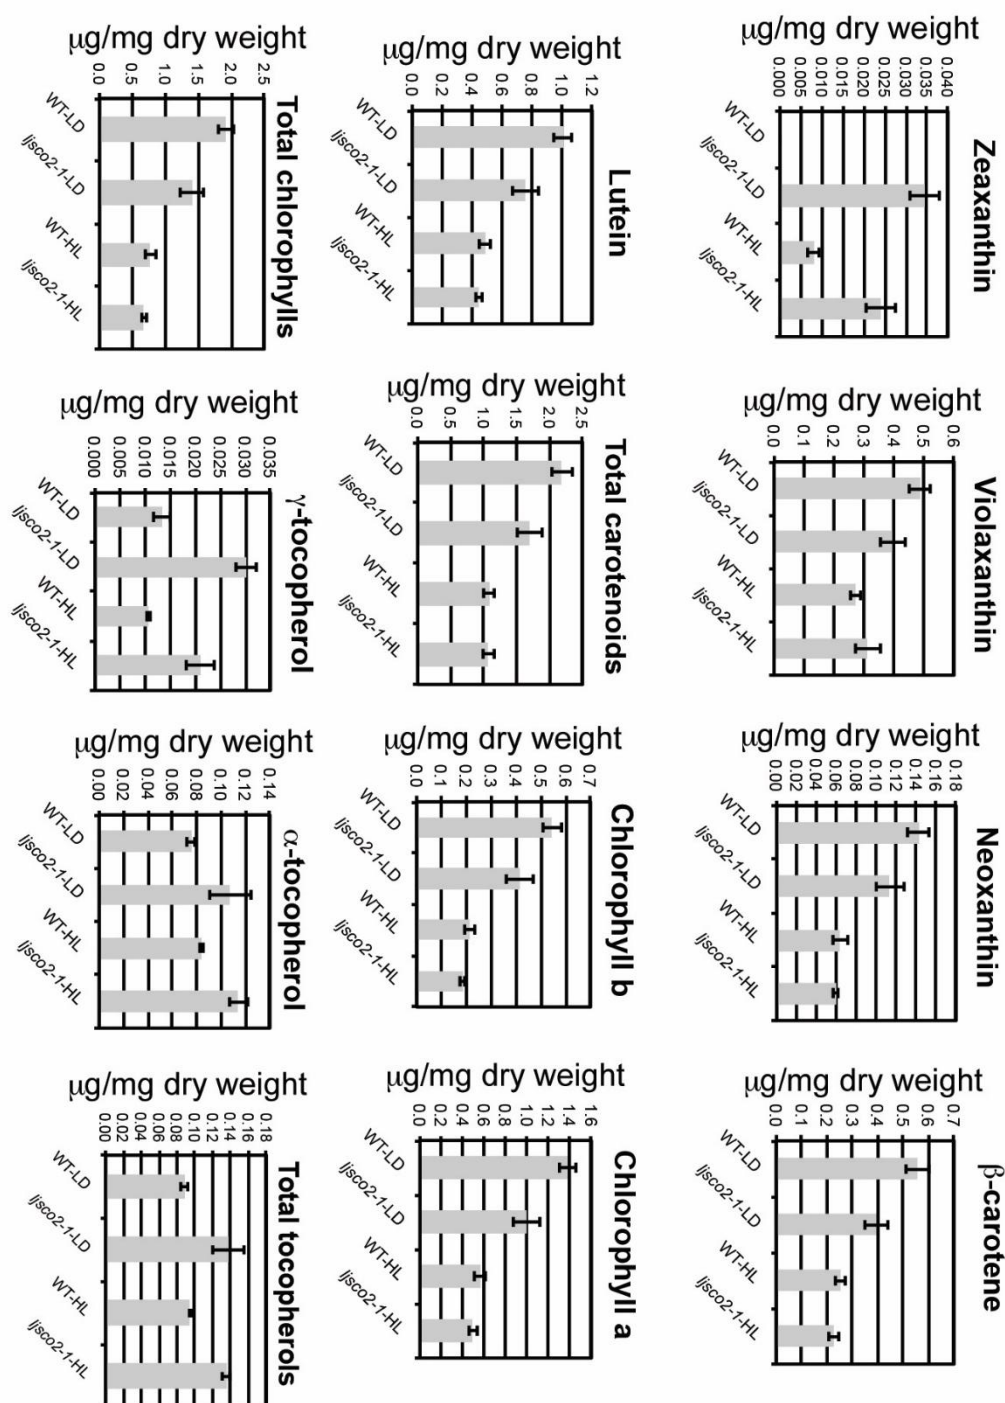 Zeaxanthin
μg/mg dry weight
0.040
0.035
0.030
0.025
0.020
0.015
0.010
0.005
0.000
WT-LD
ljsco2-1-LD
WT-HL
ljsco2-1-HL
Violaxanthin
μg/mg dry weight
0.6
0.5
0.4
0.3
0.2
0.1
0.0
WT-LD
ljsco2-1-LD
WT-HL
ljsco2-1-HL
Neoxanthin
μg/mg dry weight
0.18
0.16
0.14
0.12
0.10
0.08
0.06
0.04
0.02
0.00
WT-LD
ljsco2-1-LD
WT-HL
ljsco2-1-HL
β-carotene
μg/mg dry weight
0.7
0.6
0.5
0.4
0.3
0.2
0.1
0.0
WT-LD
ljsco2-1-LD
WT-HL
ljsco2-1-HL
Lutein
μg/mg dry weight
1.2
1.0
0.8
0.6
0.4
0.2
0.0
WT-LD
ljsco2-1-LD
WT-HL
ljsco2-1-HL
Total carotenoids
μg/mg dry weight
2.5
2.0
1.5
1.0
0.5
0.0
WT-LD
ljsco2-1-LD
WT-HL
ljsco2-1-HL
Chlorophyll b
μg/mg dry weight
0.7
0.6
0.5
0.4
0.3
0.2
0.1
0.0
WT-LD
ljsco2-1-LD
WT-HL
ljsco2-1-HL
Chlorophyll a
μg/mg dry weight
1.6
1.4
1.2
1.0
0.8
0.6
0.4
0.2
0.0
WT-LD
ljsco2-1-LD
WT-HL
ljsco2-1-HL
Total chlorophylls
μg/mg dry weight
2.5
2.0
1.5
1.0
0.5
0.0
WT-LD
ljsco2-1-LD
WT-HL
ljsco2-1-HL
γ-tocopherol
μg/mg dry weight
0.035
0.030
0.025
0.020
0.015
0.010
0.005
0.000
WT-LD
ljsco2-1-LD
WT-HL
ljsco2-1-HL
α-tocopherol
μg/mg dry weight
0.14
0.12
0.10
0.08
0.06
0.04
0.02
0.00
WT-LD
ljsco2-1-LD
WT-HL
ljsco2-1-HL
Total tocopherols
μg/mg dry weight
0.18
0.16
0.14
0.12
0.10
0.08
0.06
0.04
0.02
0.00
WT-LD
ljsco2-1-LD
WT-HL
ljsco2-1-HL